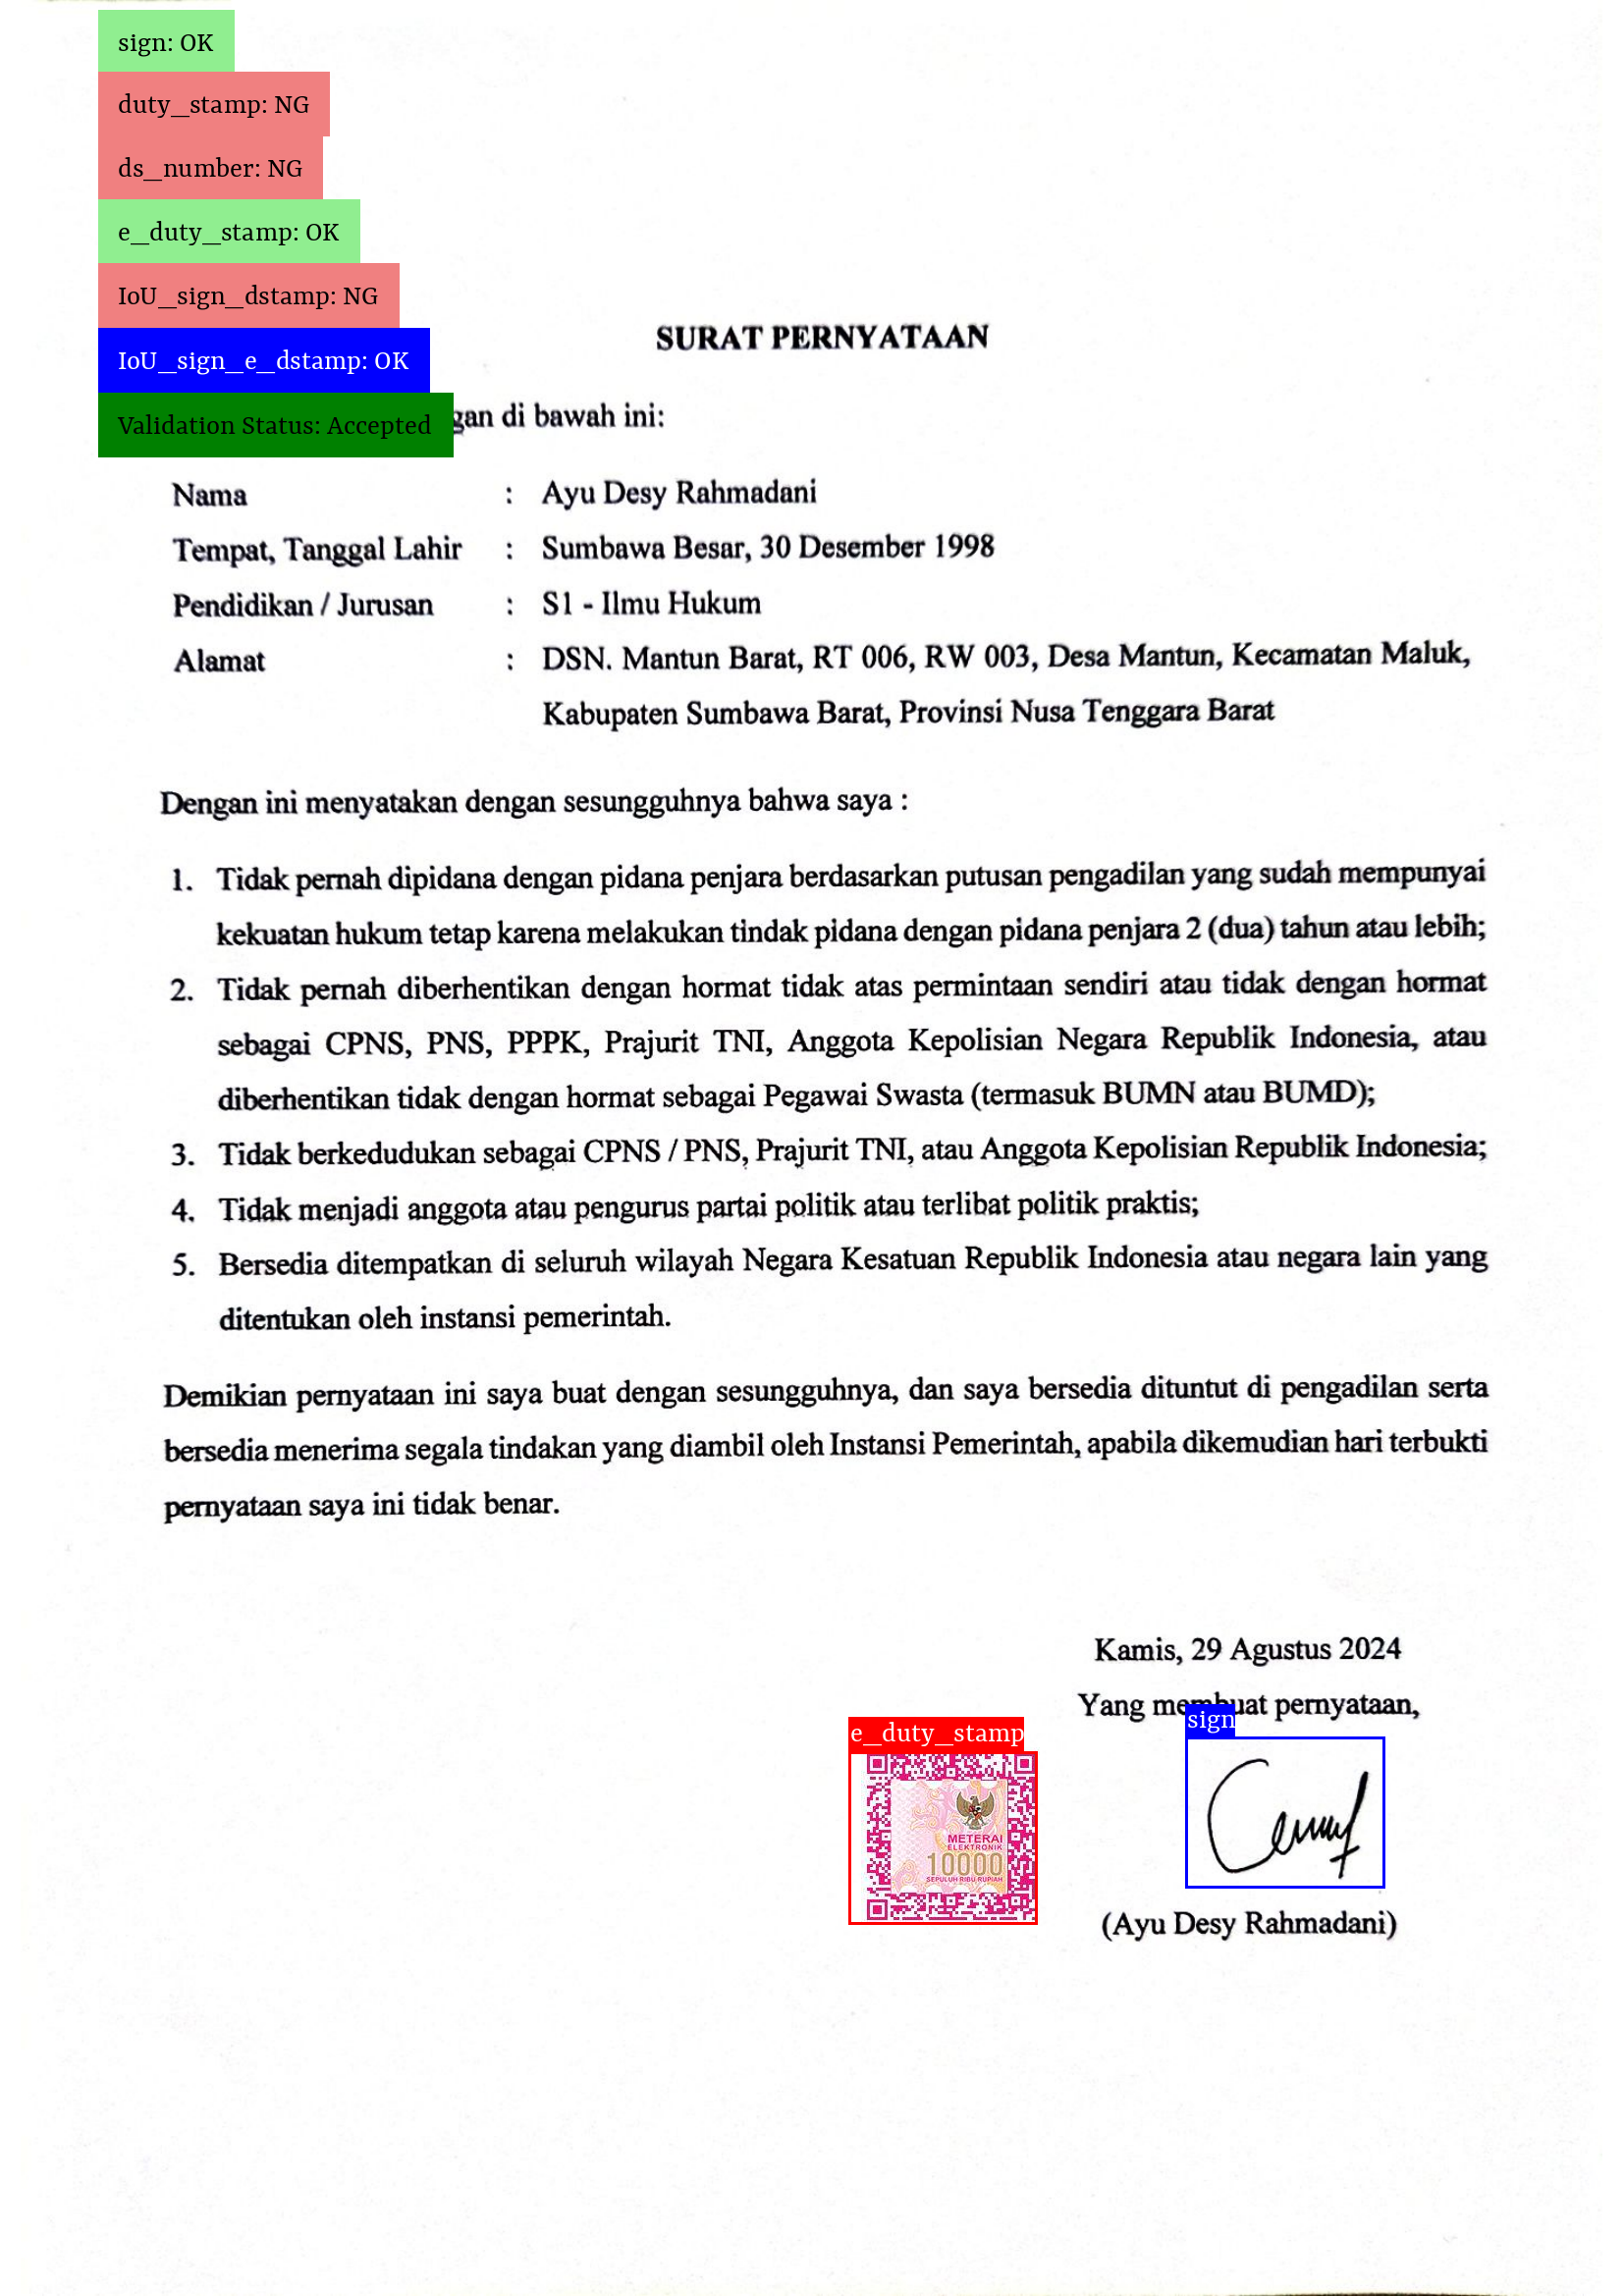 sign: OK
duty_stamp: NG
ds_number: NG
e_duty_stamp: OK
IoU_sign_dstamp: NG
IoU_sign_e_dstamp: OK
Validation Status: Accepted
SURAT PERNYATAAN
di bawah ini:
Nama : Ayu Desy Rahmadani
Tempat, Tanggal Lahir : Sumbawa Besar, 30 Desember 1998
Pendidikan / Jurusan : S1 - Ilmu Hukum
Alamat : DSN. Mantun Barat, RT 006, RW 003, Desa Mantun, Kecamatan Maluk,
Kabupaten Sumbawa Barat, Provinsi Nusa Tenggara Barat
Dengan ini menyatakan dengan sesungguhnya bahwa saya :
1. Tidak pernah dipidana dengan pidana penjara berdasarkan putusan pengadilan yang sudah mempunyai
kekuatan hukum tetap karena melakukan tindak pidana dengan pidana penjara 2 (dua) tahun atau lebih;
2. Tidak pernah diberhentikan dengan hormat tidak atas permintaan sendiri atau tidak dengan hormat
sebagai CPNS, PNS, PPPK, Prajurit TNI, Anggota Kepolisian Negara Republik Indonesia, atau
diberhentikan tidak dengan hormat sebagai Pegawai Swasta (termasuk BUMN atau BUMD);
3. Tidak berkedudukan sebagai CPNS / PNS, Prajurit TNI, atau Anggota Kepolisian Republik Indonesia;
4. Tidak menjadi anggota atau pengurus partai politik atau terlibat politik praktis;
5. Bersedia ditempatkan di seluruh wilayah Negara Kesatuan Republik Indonesia atau negara lain yang
ditentukan oleh instansi pemerintah.
Demikian pernyataan ini saya buat dengan sesungguhnya, dan saya bersedia dituntut di pengadilan serta
bersedia menerima segala tindakan yang diambil oleh Instansi Pemerintah, apabila dikemudian hari terbukti
pernyataan saya ini tidak benar.
Kamis, 29 Agustus 2024
Yang membuat pernyataan,
e_duty_stamp
sign
METERAI
ELEKTRONIK
10000
SEPULUH RIBU RUPIAH
(Ayu Desy Rahmadani)